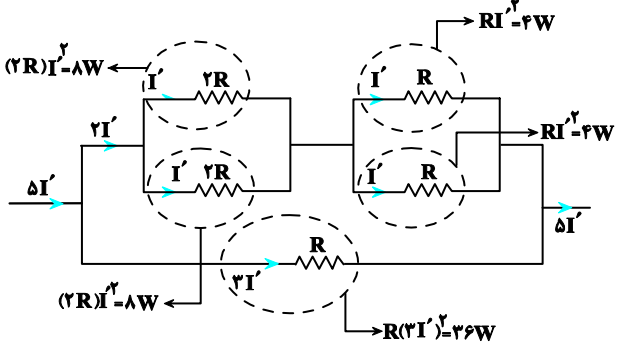 RI'^۲=۴W
(۲R)I'^۲=۸W
I' ۲R I' R
۲I' RI'^۲=۴W
I' ۲R I' R
۵I' ۵I'
R
۳I'
(۲R)I'^۲=۸W
R(۳I')^۲=۳۶W